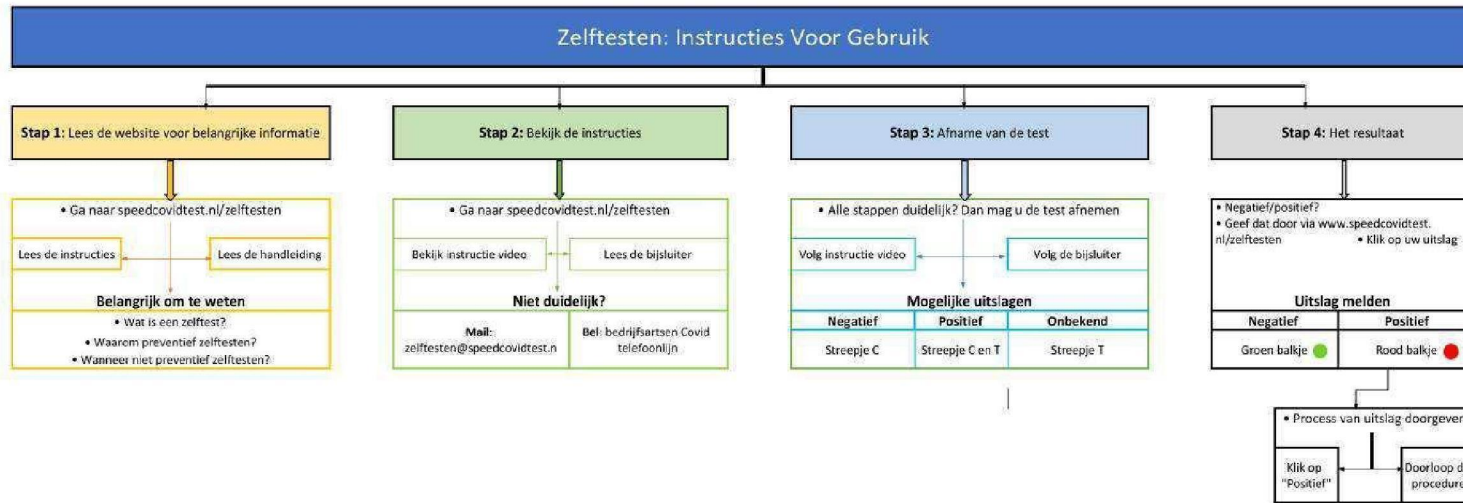 Zelftesten: Instructies Voor Gebruik
Stap 1: Lees de website voor belangrijke informatie
• Ga naar speedcovidtest.nl/zelftesten
Lees de instructies
Lees de handleiding
Belangrijk om te weten
• Wat is een zelftest?
• Waarom preventief zelftesten?
• Wanneer niet preventief zelftesten?
Stap 2: Bekijk de instructies
• Ga naar speedcovidtest.nl/zelftesten
Bekijk instructie video
Lees de bijsluiter
Niet duidelijk?
Mail:
zelftesten@speedcovidtest.n
Bel: bedrijfsartsen Covid
telefoonlijn
Stap 3: Afname van de test
• Alle stappen duidelijk? Dan mag u de test afnemen
Volg instructie video
Volg de bijsluiter
Mogelijke uitslagen
Negatief
Positief
Onbekend
Streepje C
Streepje C en T
Streepje T
Stap 4: Het resultaat
• Negatief/positief?
• Geef dat door via www.speedcovidtest.
nl/zelftesten
• Klik op uw uitslag
Uitslag melden
Negatief
Positief
Groen balkje
Rood balkje
• Process van uitslag doorgeven
Klik op
"Positief"
Doorloop d
procedure